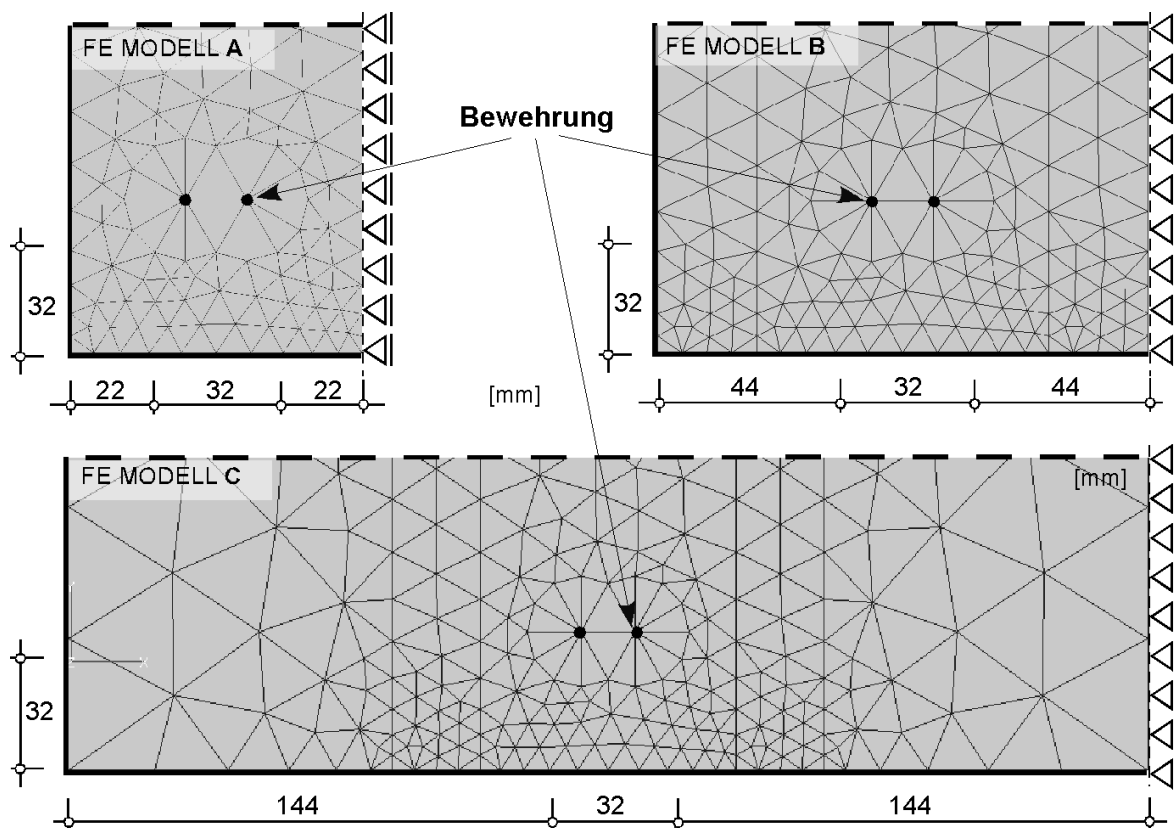 FE MODELL A
FE MODELL B
Bewehrung
32
32
22 32 22
[mm]
44 32 44
FE MODELL C
[mm]
32
144 32 144